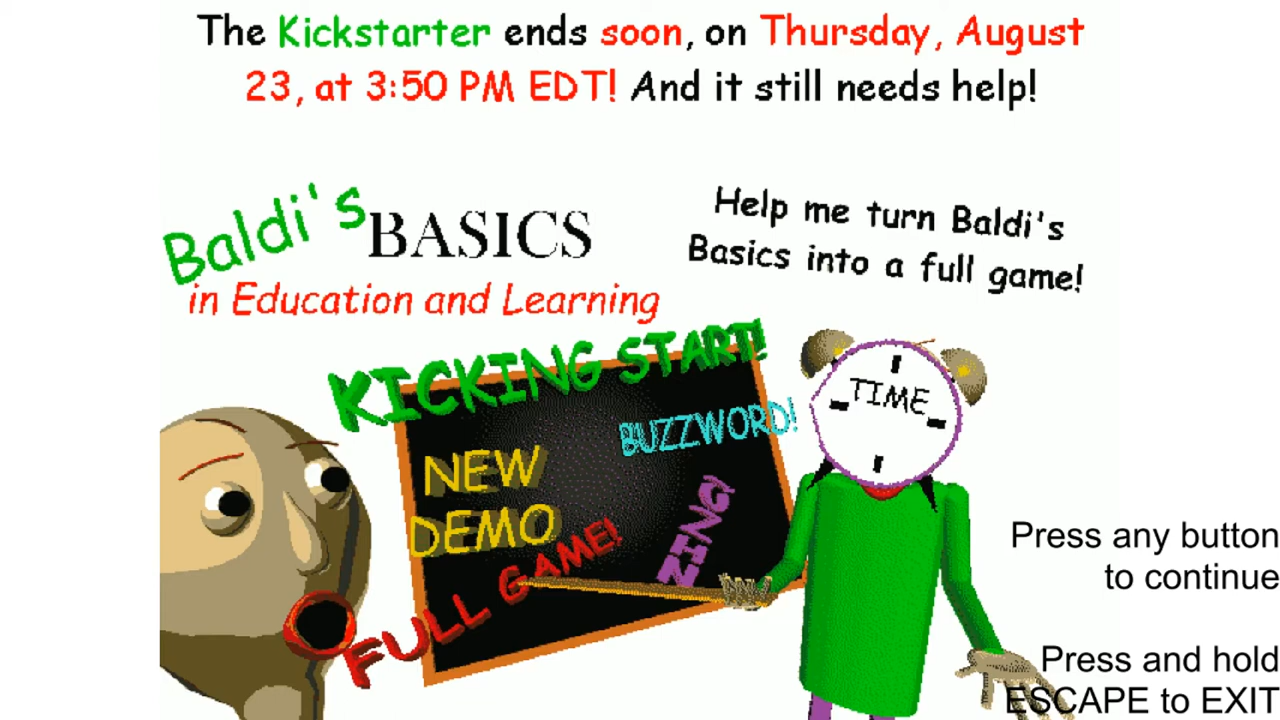 The Kickstarter ends soon, on Thursday, August
23, at 3:50 PM EDT! And it still needs help!
Baldi's
BASICS
in Education and Learning
Help me turn Baldi's
Basics into a full game!
KICKING START!
BUZZWORD!
NEW
DEMO
ZING!
FULL GAME!
TIME
Press any button
to continue
Press and hold
ESCAPE to EXIT